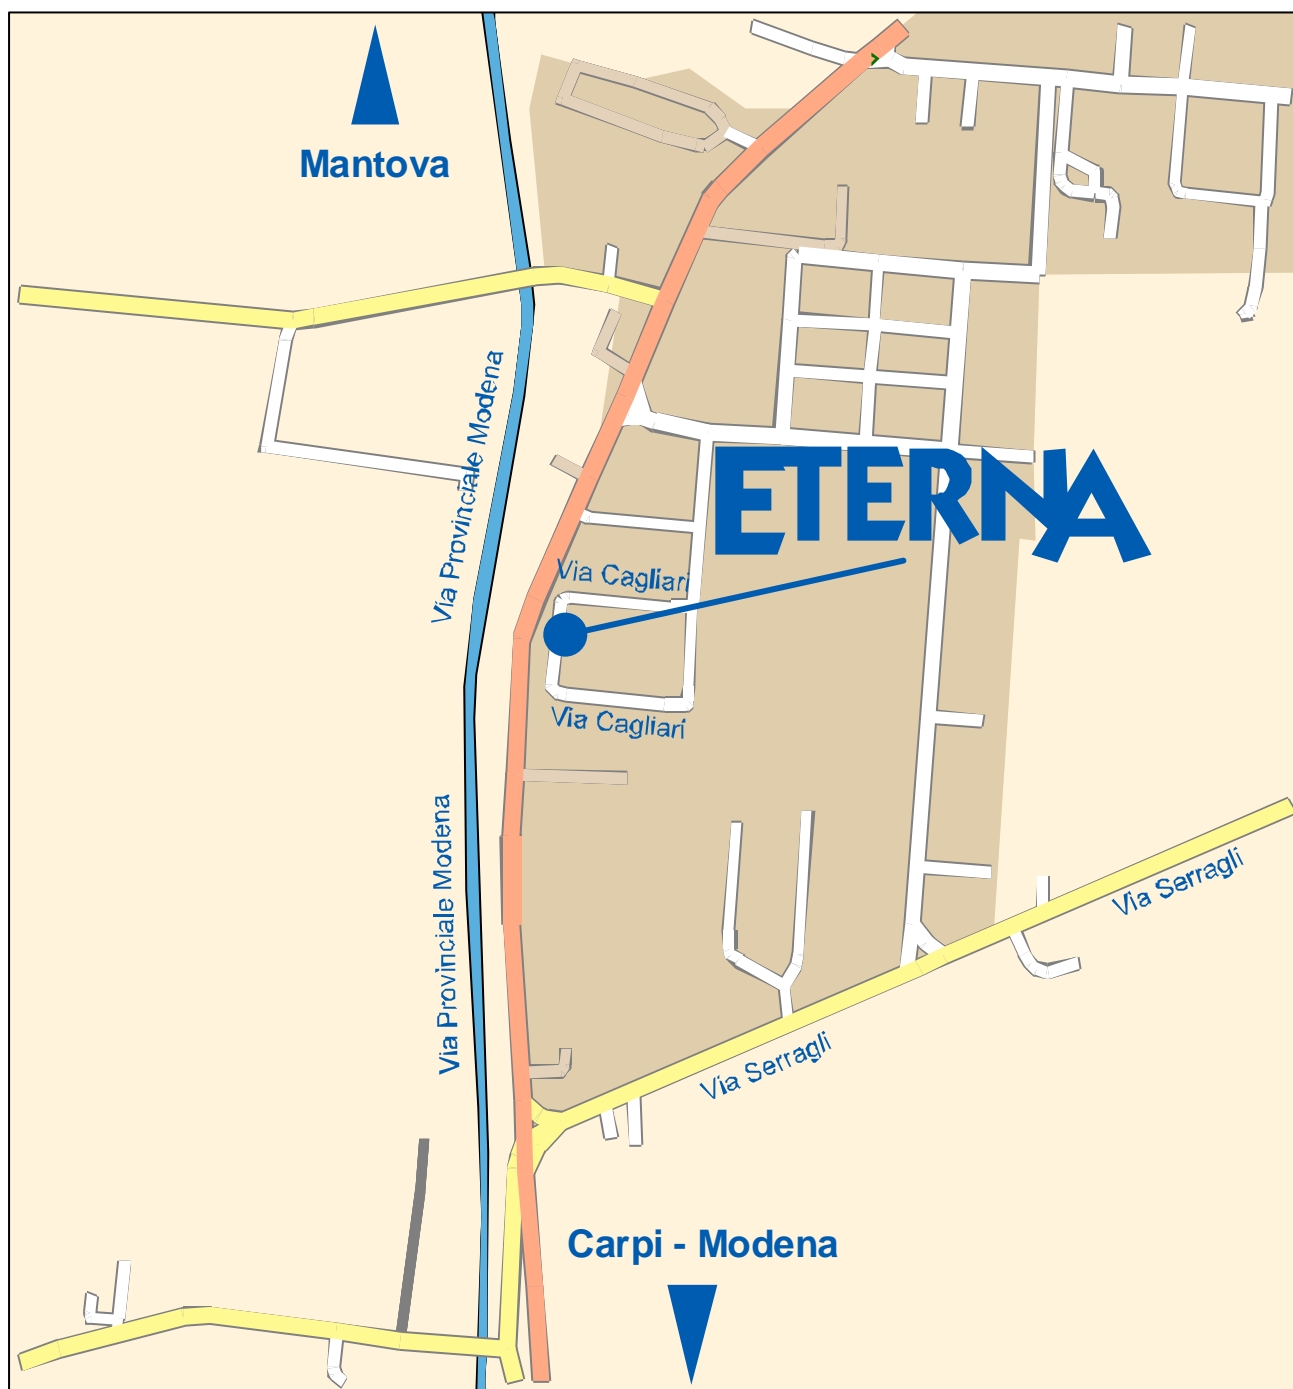 Mantova
Via Provinciale Modena
ETERNA
Via Cagliari
Via Cagliari
Via Provinciale Modena
Via Serragli
Via Serragli
Carpi - Modena